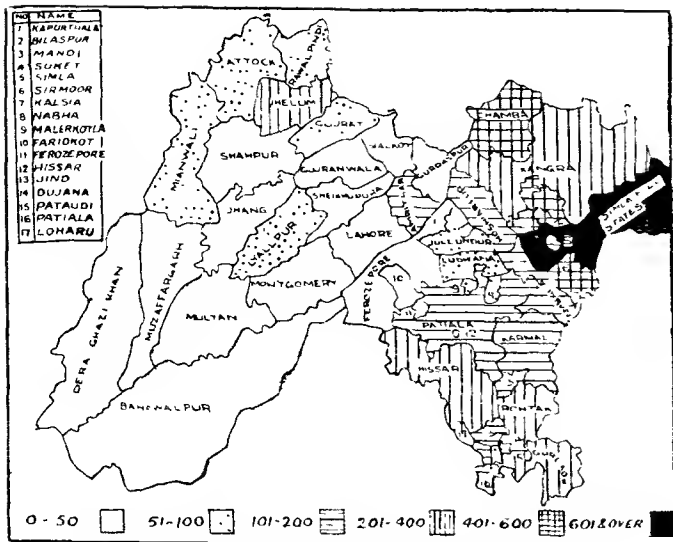 NO NAME
1 KAPURTHALA
2 BILASPUR
3 MANDI
4 SUKET
5 SIMLA
6 SIRMOOR
7 KALSIA
8 NABHA
9 MALERKOTLA
10 FARIDKOT
11 FEROZEPORE
12 HISSAR
13 JIND
14 DUJANA
15 PATAUDI
16 PATIALA
17 LOHARU
RAWALPINDI
ATTOCK
JHELUM
GUJRAT
MIANWALI
SHAHPUR
SIALKOT
GURDASPUR
CHAMBA
KANGRA
GUJRANWALA
SHEIKHUPURA
AMRITSAR
HOSHIARPUR
SIMLA HILL
STATES
JHANG
LYALLPUR
LAHORE
JULLUNDUR
LUDHIANA
MONTGOMERY
FEROZEPORE
10
DERA GHAZI KHAN
MUZAFFARGARH
MULTAN
PATIALA
KARNAL
HISSAR
BAHAWALPUR
ROHTAK
0-50 51-100 101-200 201-400 401-600 601&OVER